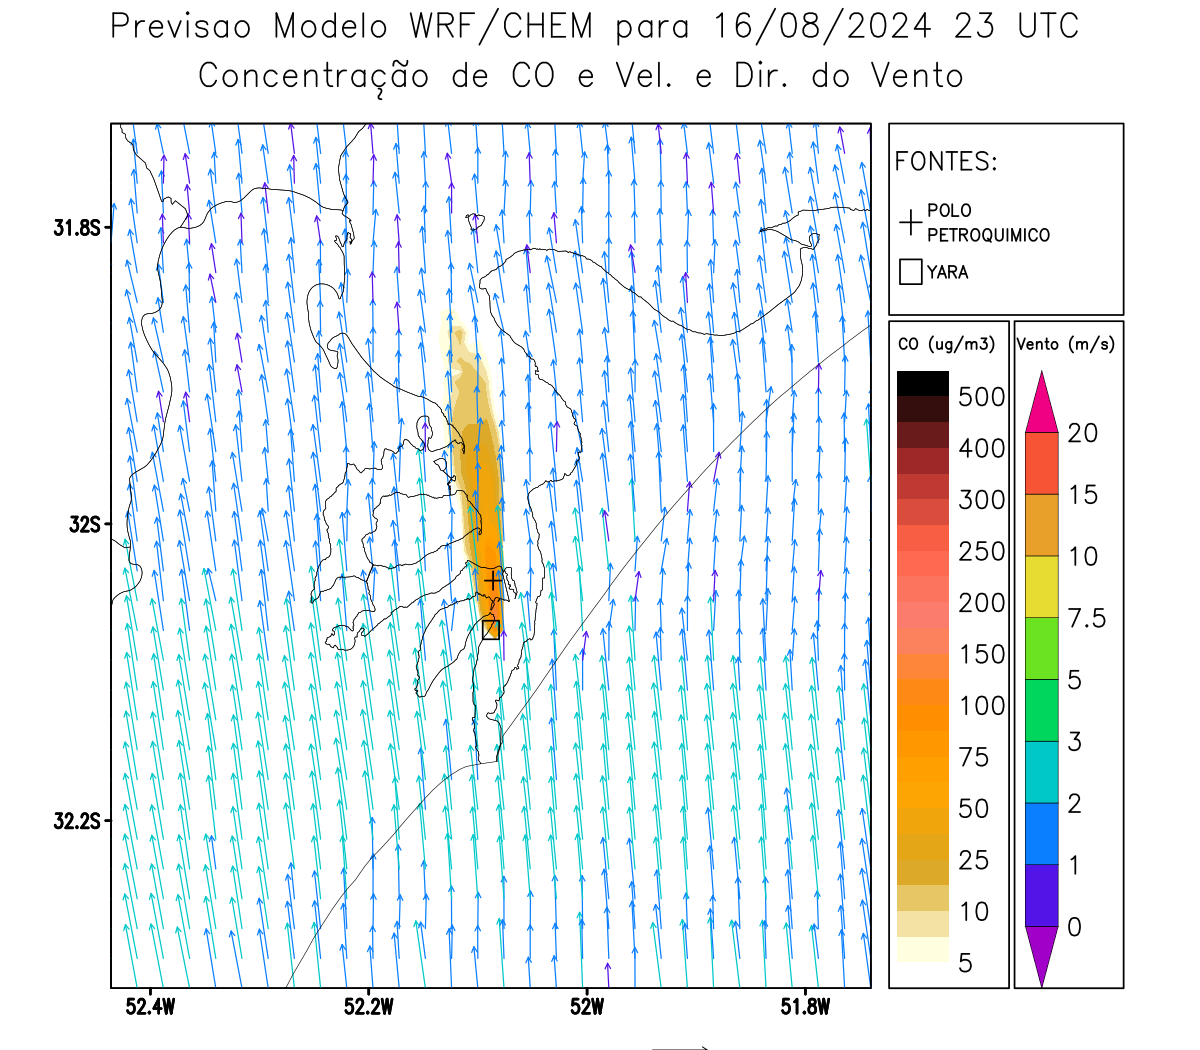 Previsao Modelo WRF/CHEM para 16/08/2024 23 UTC
Concentração de CO e Vel. e Dir. do Vento
FONTES:
POLO
PETROQUIMICO
YARA
CO (ug/m3)
500
400
300
250
200
150
100
75
50
25
10
5
Vento (m/s)
20
15
10
7.5
5
3
2
1
0
31.8S
32S
32.2S
52.4W
52.2W
52W
51.8W